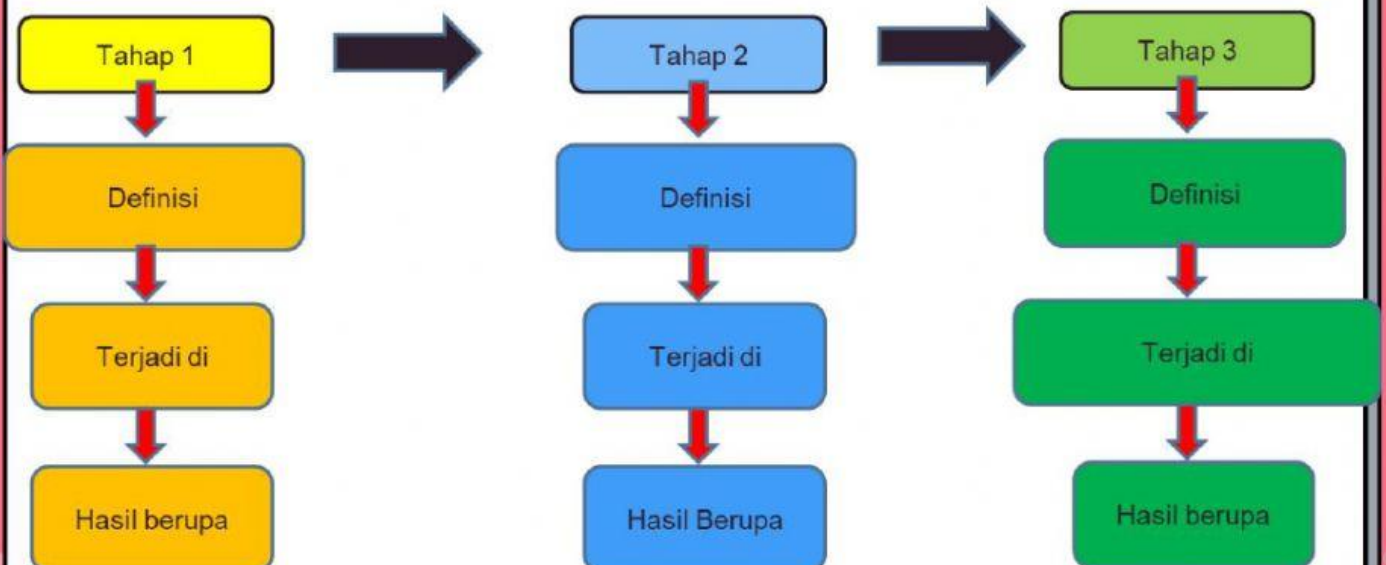 Tahap 1
Tahap 2
Tahap 3
Definisi
Definisi
Definisi
Terjadi di
Terjadi di
Terjadi di
Hasil berupa
Hasil Berupa
Hasil berupa